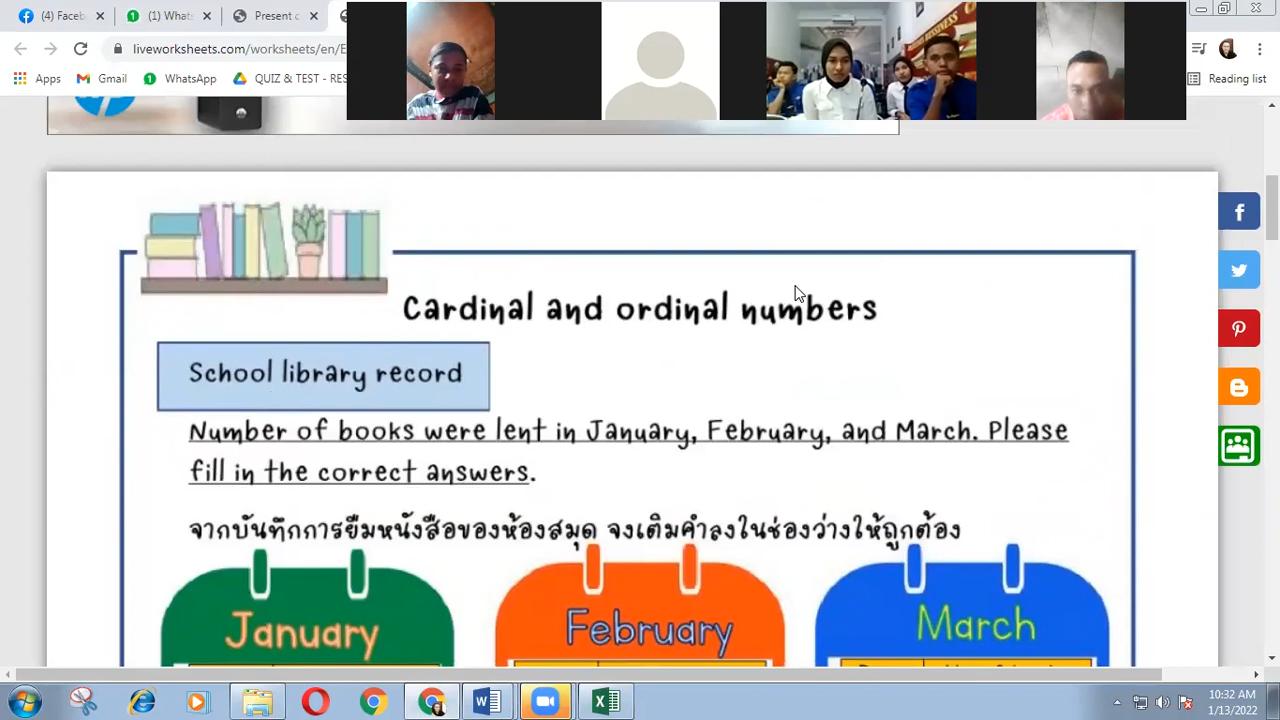 (4) Face
(1) Whats
Present c
liveworksheets.com/worksheets/en/E
Apps
Gmail
WhatsApp
QUIZ & TEST - RES
Reading list
Cardinal and ordinal numbers
School library record
Number of books were lent in January, February, and March. Please
fill in the correct answers.
จากบันทึกการยืมหนังสือของห้องสมุด จงเติมคำลงในช่องว่างให้ถูกต้อง
January
February
March
10:32 AM
1/13/2022